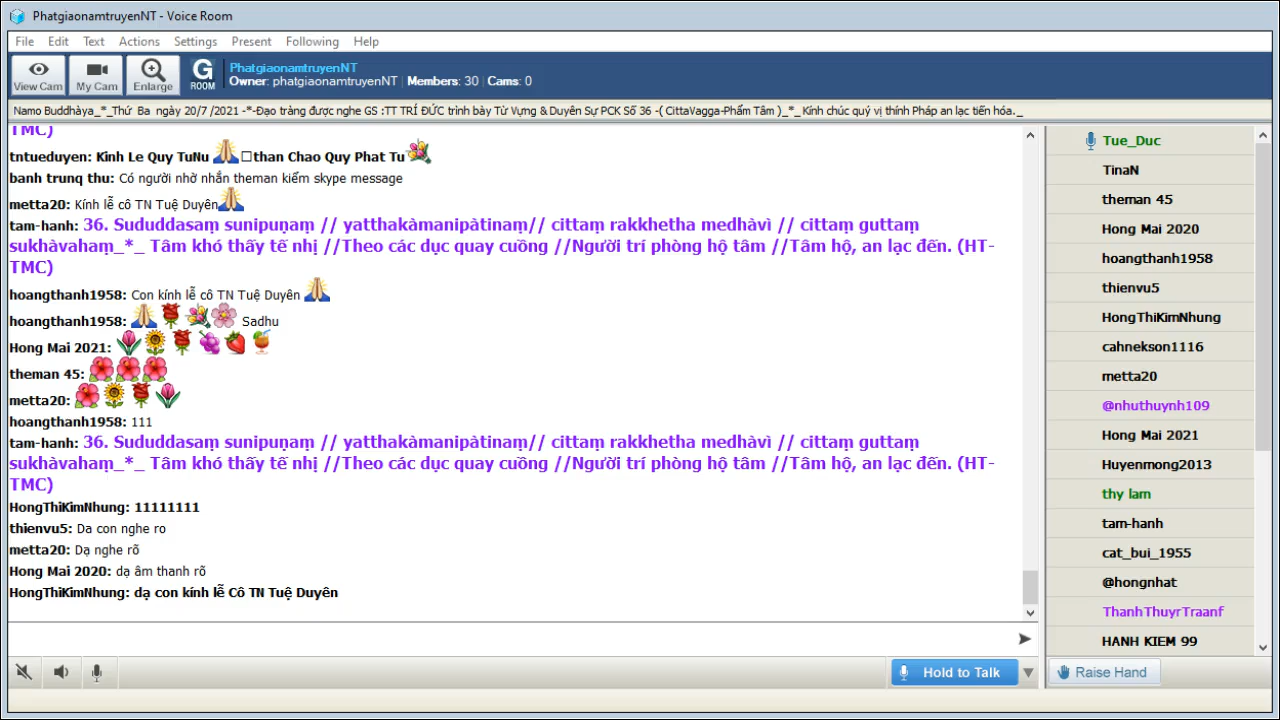 PhatgiaonamtruyenNT - Voice Room
File Edit Text Actions Settings Present Following Help
View Cam My Cam Enlarge G ROOM
PhatgiaonamtruyenNT
Owner: phatgiaonamtruyenNT | Members: 30 | Cams: 0
Namo Buddhàya_*_Thứ Ba ngày 20/7 /2021 -*-Đạo tràng được nghe GS :TT TRÍ ĐỨC trình bày Từ Vựng & Duyên Sự PCK Số 36 -( CittaVagga-Phẩm Tâm )_*_ Kính chúc quý vị thính Pháp an lạc tiến hóa._
TMC)
tntueduyen: Kinh Le Quy TuNu 🙏 □than Chao Quy Phat Tu💐
banh trunq thu: Có người nhờ nhắn theman kiểm skype message
metta20: Kính lễ cô TN Tuệ Duyên🙏
tam-hanh: 36. Sududdasaṃ sunipuṇaṃ // yatthakàmanipàtinaṃ// cittaṃ rakkhetha medhàvì // cittaṃ guttaṃ
sukhàvahaṃ_*_ Tâm khó thấy tế nhị //Theo các dục quay cuồng //Người trí phòng hộ tâm //Tâm hộ, an lạc đến. (HT-
TMC)
hoangthanh1958: Con kính lễ cô TN Tuệ Duyên 🙏
hoangthanh1958: 🙏🌹💐🌸 Sadhu
Hong Mai 2021: 🌷🌻🌹🍇🍓🍹
theman 45: 🌺🌺🌺
metta20: 🌺🌻🌹🌷
hoangthanh1958: 111
tam-hanh: 36. Sududdasaṃ sunipuṇaṃ // yatthakàmanipàtinaṃ// cittaṃ rakkhetha medhàvì // cittaṃ guttaṃ
sukhàvahaṃ_*_ Tâm khó thấy tế nhị //Theo các dục quay cuồng //Người trí phòng hộ tâm //Tâm hộ, an lạc đến. (HT-
TMC)
HongThiKimNhung: 11111111
thienvu5: Da con nghe ro
metta20: Dạ nghe rõ
Hong Mai 2020: dạ âm thanh rõ
HongThiKimNhung: dạ con kính lễ Cô TN Tuệ Duyên
Hold to Talk
Tue_Duc
TinaN
theman 45
Hong Mai 2020
hoangthanh1958
thienvu5
HongThiKimNhung
cahnekson1116
metta20
@nhuthuynh109
Hong Mai 2021
Huyenmong2013
thy lam
tam-hanh
cat_bui_1955
@hongnhat
ThanhThuyrTraanf
HANH KIEM 99
Raise Hand